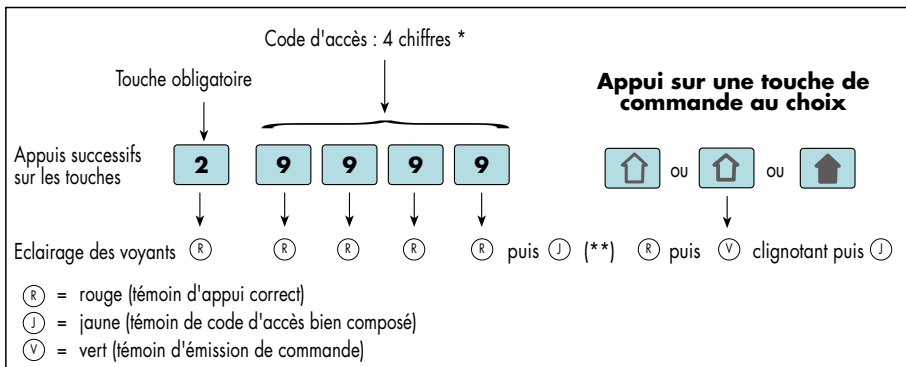 Code d'accès : 4 chiffres *
Touche obligatoire
Appui sur une touche de
commande au choix
Appuis successifs
sur les touches
2 9 9 9 9
ou ou
Eclairage des voyants R R R R R puis J (**) R puis V clignotant puis J
R = rouge (témoin d'appui correct)
J = jaune (témoin de code d'accès bien composé)
V = vert (témoin d'émission de commande)